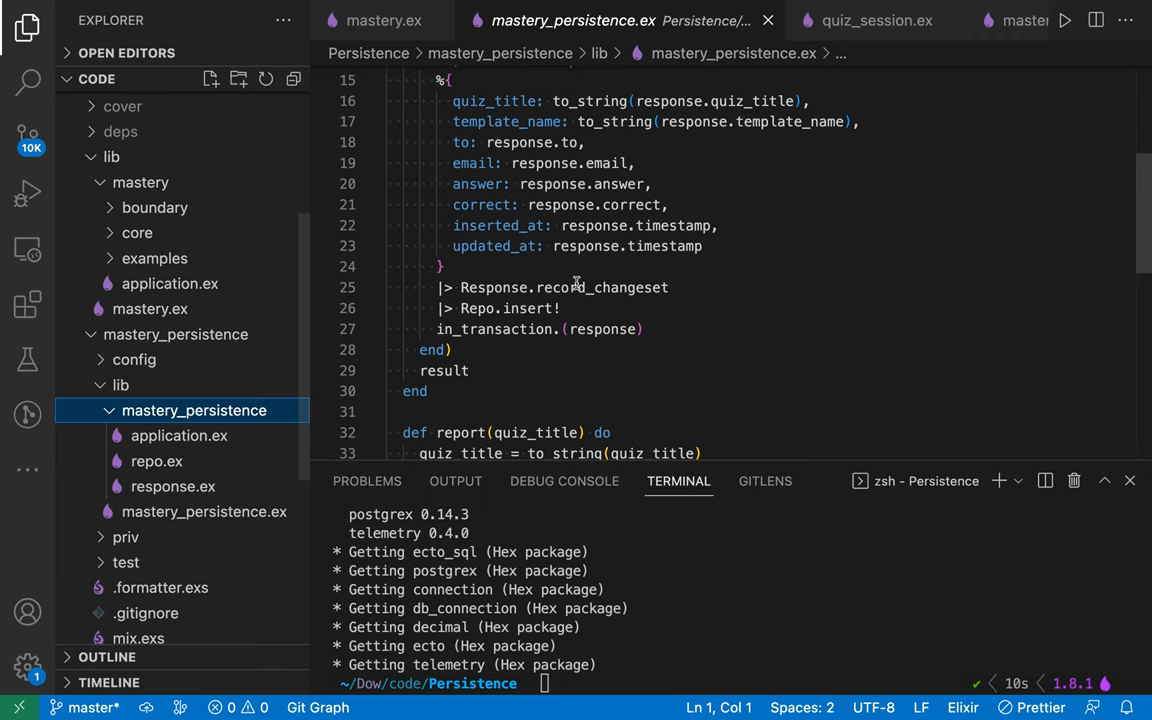 EXPLORER
OPEN EDITORS
CODE
cover
deps
lib
mastery
boundary
core
examples
application.ex
mastery.ex
mastery_persistence
config
lib
mastery_persistence
application.ex
repo.ex
response.ex
mastery_persistence.ex
priv
test
.formatter.exs
.gitignore
mix.exs
OUTLINE
TIMELINE
10K
1
mastery.ex
mastery_persistence.ex Persistence/...
quiz_session.ex
master
Persistence > mastery_persistence > lib > mastery_persistence.ex > ...
15 %{
16 quiz_title: to_string(response.quiz_title),
17 template_name: to_string(response.template_name),
18 to: response.to,
19 email: response.email,
20 answer: response.answer,
21 correct: response.correct,
22 inserted_at: response.timestamp,
23 updated_at: response.timestamp
24 }
25 |> Response.record_changeset
26 |> Repo.insert!
27 in_transaction.(response)
28 end)
29 result
30 end
31
32 def report(quiz_title) do
33 quiz_title = to_string(quiz_title)
PROBLEMS OUTPUT DEBUG CONSOLE TERMINAL GITLENS
zsh - Persistence
postgrex 0.14.3
telemetry 0.4.0
* Getting ecto_sql (Hex package)
* Getting postgrex (Hex package)
* Getting connection (Hex package)
* Getting db_connection (Hex package)
* Getting decimal (Hex package)
* Getting ecto (Hex package)
* Getting telemetry (Hex package)
~/Dow/code/Persistence
10s 1.8.1
master* 0 0 Git Graph Ln 1, Col 1 Spaces: 2 UTF-8 LF Elixir Prettier